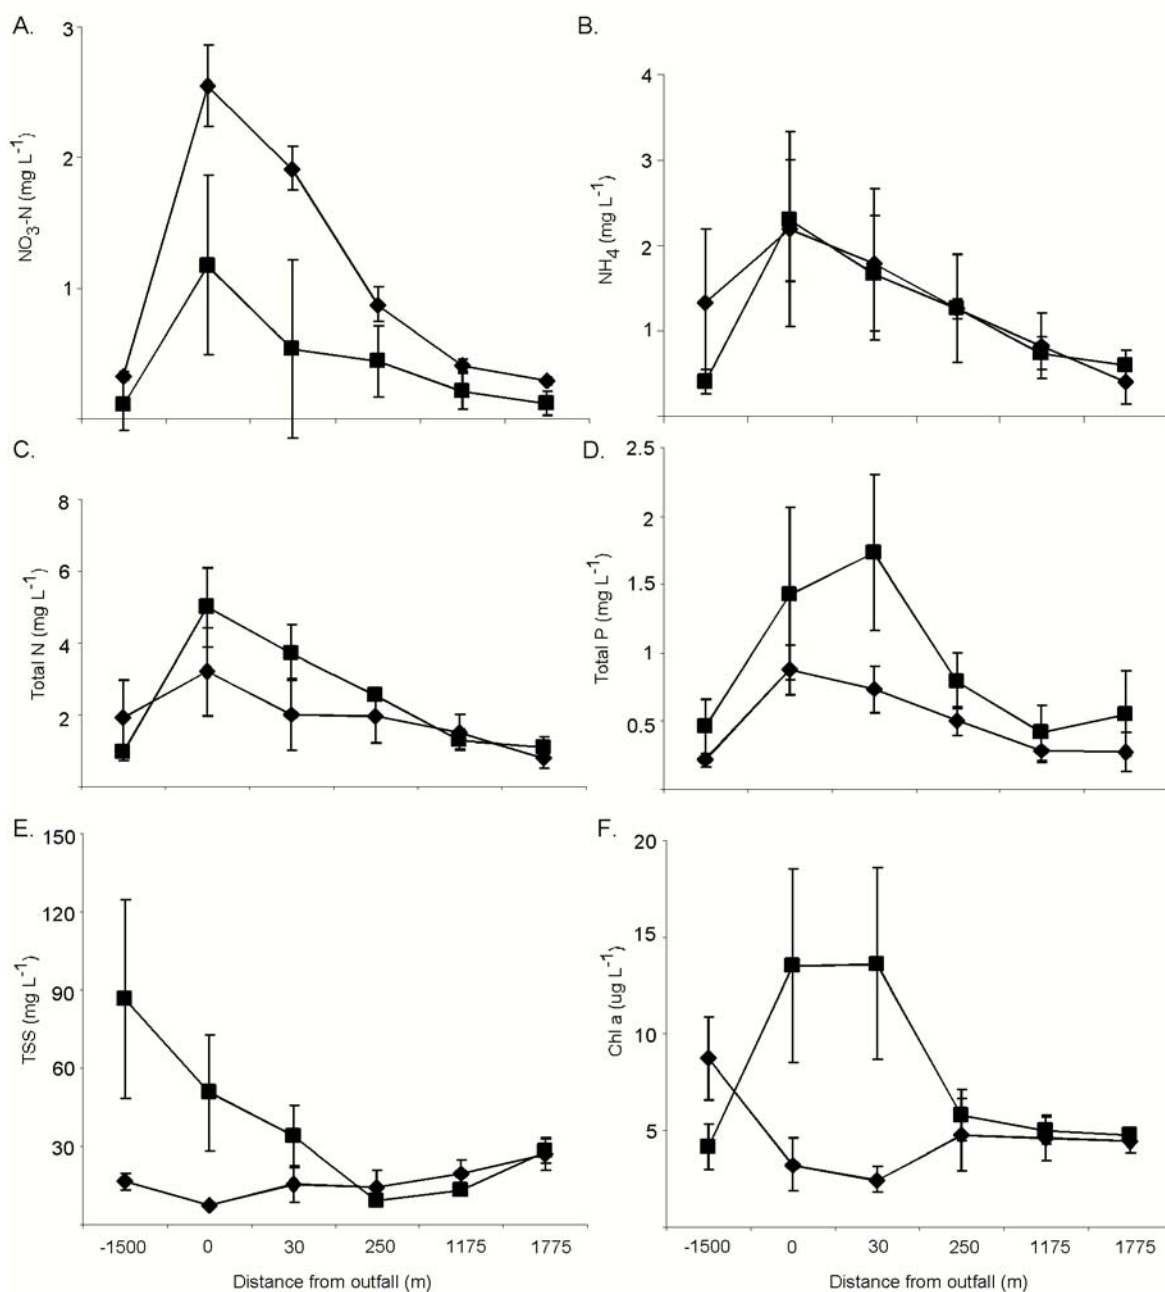 A.
3
2
1
NO3-N (mg L-1)
B.
4
3
2
1
NH4 (mg L-1)
C.
8
6
4
2
Total N (mg L-1)
D.
2.5
2
1.5
1
0.5
Total P (mg L-1)
E.
150
120
90
60
30
TSS (mg L-1)
-1500 0 30 250 1175 1775
Distance from outfall (m)
F.
20
15
10
5
Chl a (ug L-1)
-1500 0 30 250 1175 1775
Distance from outfall (m)